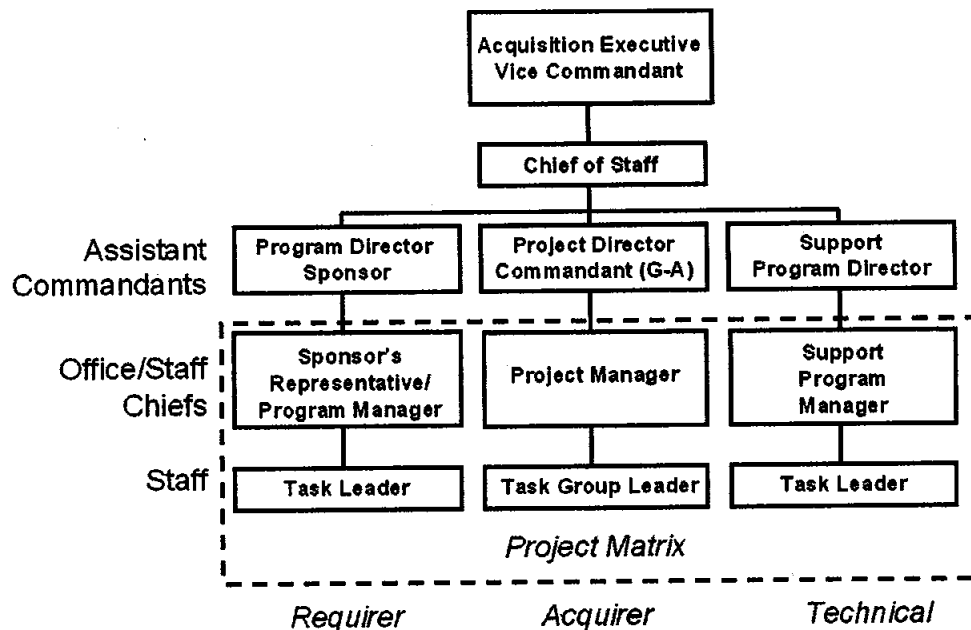 Acquisition Executive
Vice Commandant
Chief of Staff
Assistant
Commandants
Program Director
Sponsor
Project Director
Commandant (G-A)
Support
Program Director
Office/Staff
Chiefs
Sponsor's
Representative/
Program Manager
Project Manager
Support
Program
Manager
Staff
Task Leader
Task Group Leader
Task Leader
Project Matrix
Requirer
Acquirer
Technical